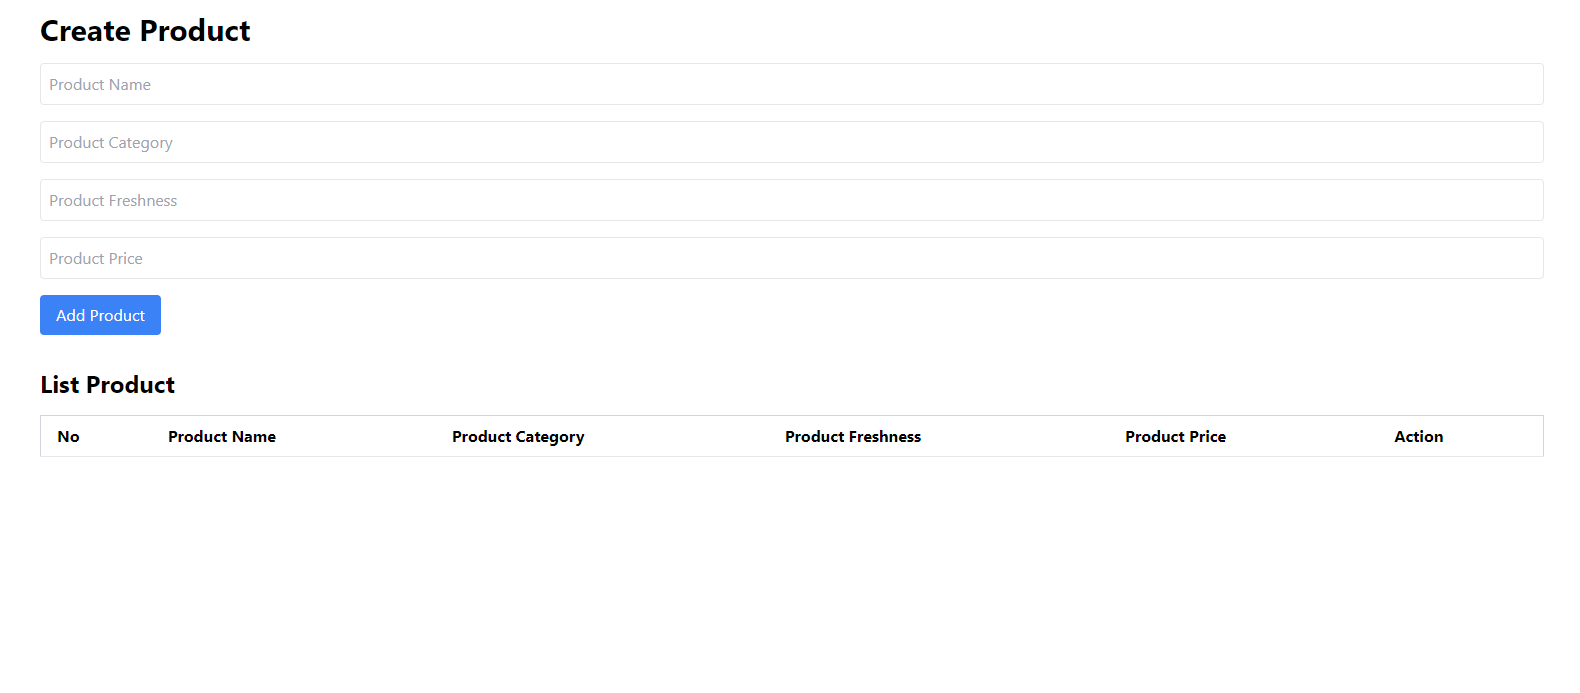 Create Product
Product Name
Product Category
Product Freshness
Product Price
Add Product
List Product
No Product Name Product Category Product Freshness Product Price Action